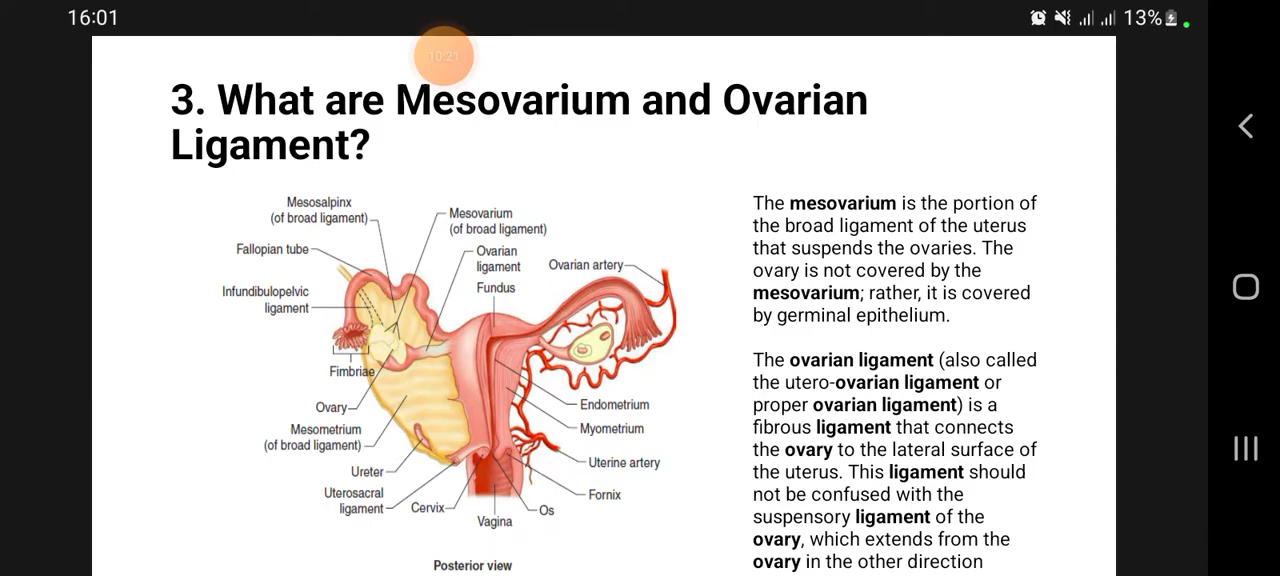 16:01
13%
10:21
3. What are Mesovarium and Ovarian
Ligament?
Mesosalpinx
(of broad ligament)
Mesovarium
(of broad ligament)
Fallopian tube
Ovarian
ligament
Ovarian artery
Infundibulopelvic
ligament
Fundus
Fimbriae
Ovary
Endometrium
Mesometrium
(of broad ligament)
Myometrium
Ureter
Uterine artery
Uterosacral
ligament
Cervix
Fornix
Os
Vagina
Posterior view
The mesovarium is the portion of
the broad ligament of the uterus
that suspends the ovaries. The
ovary is not covered by the
mesovarium; rather, it is covered
by germinal epithelium.
The ovarian ligament (also called
the utero-ovarian ligament or
proper ovarian ligament) is a
fibrous ligament that connects
the ovary to the lateral surface of
the uterus. This ligament should
not be confused with the
suspensory ligament of the
ovary, which extends from the
ovary in the other direction